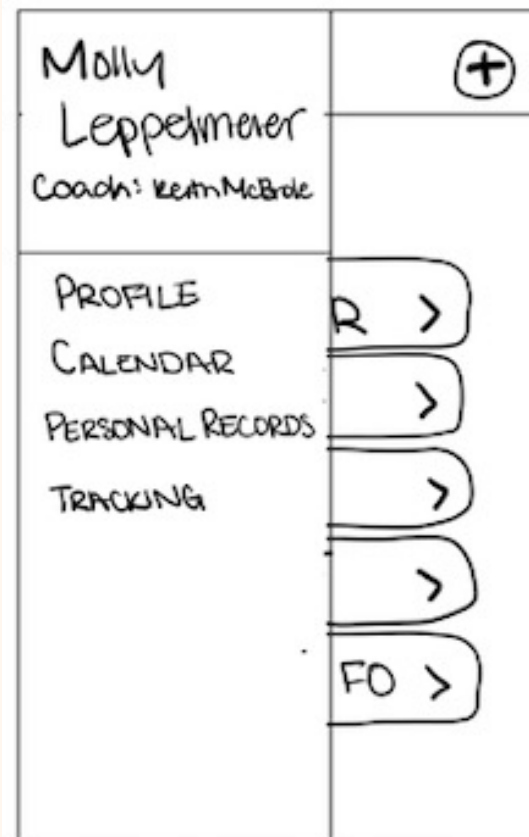 Molly
Leppelmeier
Coach: Keith McBride
PROFILE
CALENDAR
PERSONAL RECORDS
TRACKING
R >
>
>
>
FO >
+